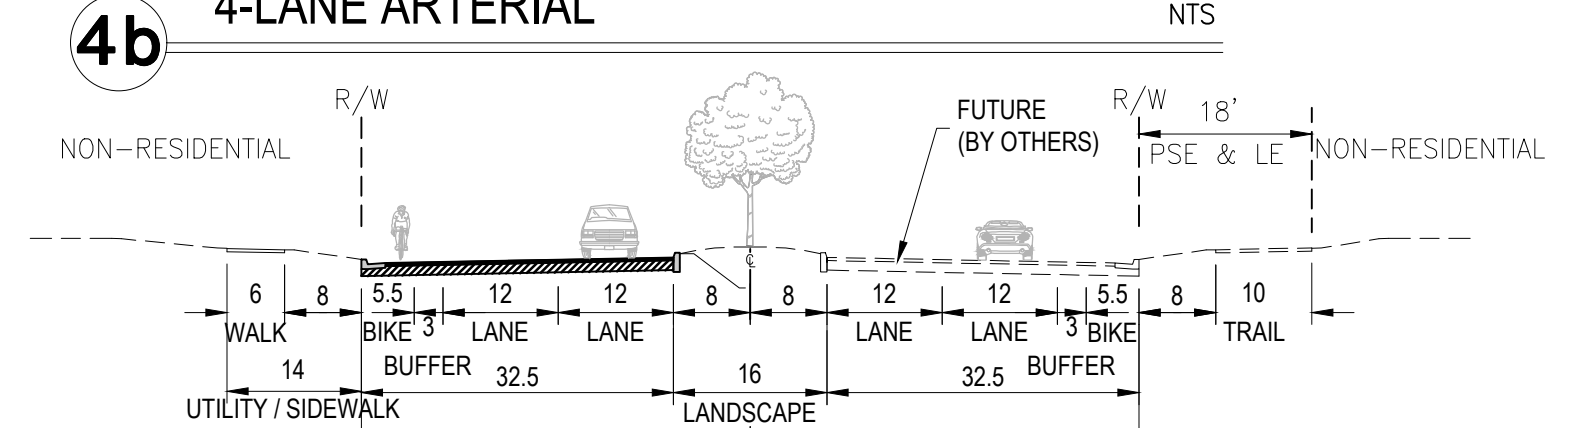 4b
4-LANE ARTERIAL
NTS
R/W
R/W
18'
FUTURE
(BY OTHERS)
NON-RESIDENTIAL
PSE & LE
NON-RESIDENTIAL
℄
6
8
5.5
3
12
12
8
8
12
12
3
5.5
8
10
WALK
BIKE
LANE
LANE
LANE
LANE
BIKE
TRAIL
BUFFER
BUFFER
14
32.5
16
32.5
UTILITY / SIDEWALK
LANDSCAPE